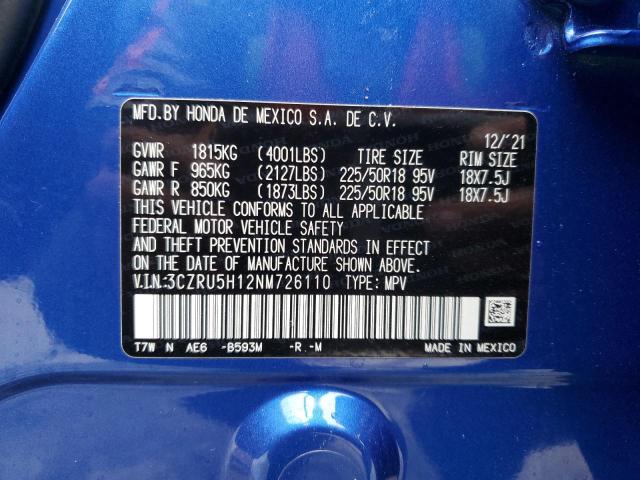 MFD.BY HONDA DE MEXICO S.A. DE C.V.
12/'21
GVWR 1815KG (4001LBS) TIRE SIZE RIM SIZE
GAWR F 965KG (2127LBS) 225/50R18 95V 18X7.5J
GAWR R 850KG (1873LBS) 225/50R18 95V 18X7.5J
THIS VEHICLE CONFORMS TO ALL APPLICABLE
FEDERAL MOTOR VEHICLE SAFETY
AND THEFT PREVENTION STANDARDS IN EFFECT
ON THE DATE OF MANUFACTURE SHOWN ABOVE.
V.I.N.:3CZRU5H12NM726110 TYPE: MPV
T7W N AE6 -B593M -R.-M MADE IN MEXICO